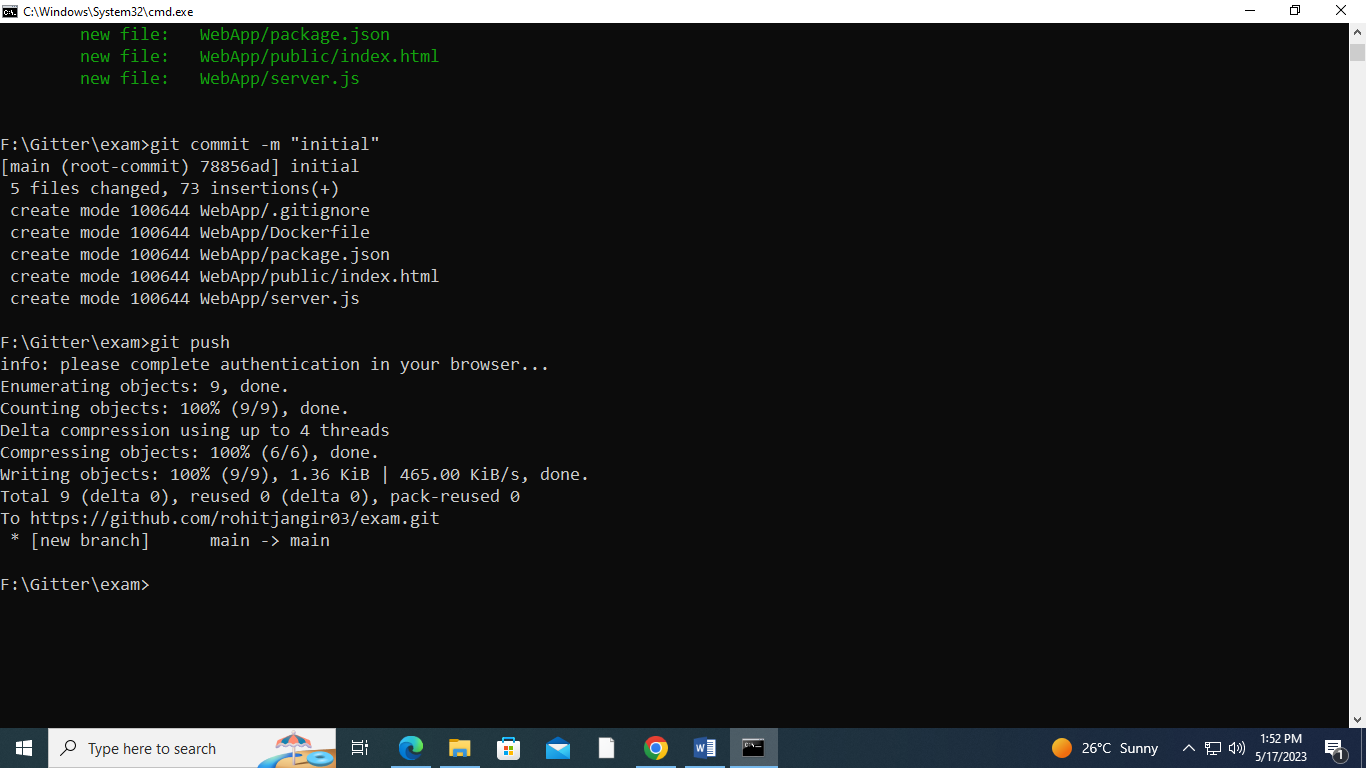 C:\Windows\System32\cmd.exe
new file:   WebApp/package.json
new file:   WebApp/public/index.html
new file:   WebApp/server.js
F:\Gitter\exam>git commit -m "initial"
[main (root-commit) 78856ad] initial
 5 files changed, 73 insertions(+)
 create mode 100644 WebApp/.gitignore
 create mode 100644 WebApp/Dockerfile
 create mode 100644 WebApp/package.json
 create mode 100644 WebApp/public/index.html
 create mode 100644 WebApp/server.js
F:\Gitter\exam>git push
info: please complete authentication in your browser...
Enumerating objects: 9, done.
Counting objects: 100% (9/9), done.
Delta compression using up to 4 threads
Compressing objects: 100% (6/6), done.
Writing objects: 100% (9/9), 1.36 KiB | 465.00 KiB/s, done.
Total 9 (delta 0), reused 0 (delta 0), pack-reused 0
To https://github.com/rohitjangir03/exam.git
 * [new branch]      main -> main
F:\Gitter\exam>
Type here to search
26°C Sunny
1:52 PM
5/17/2023
1